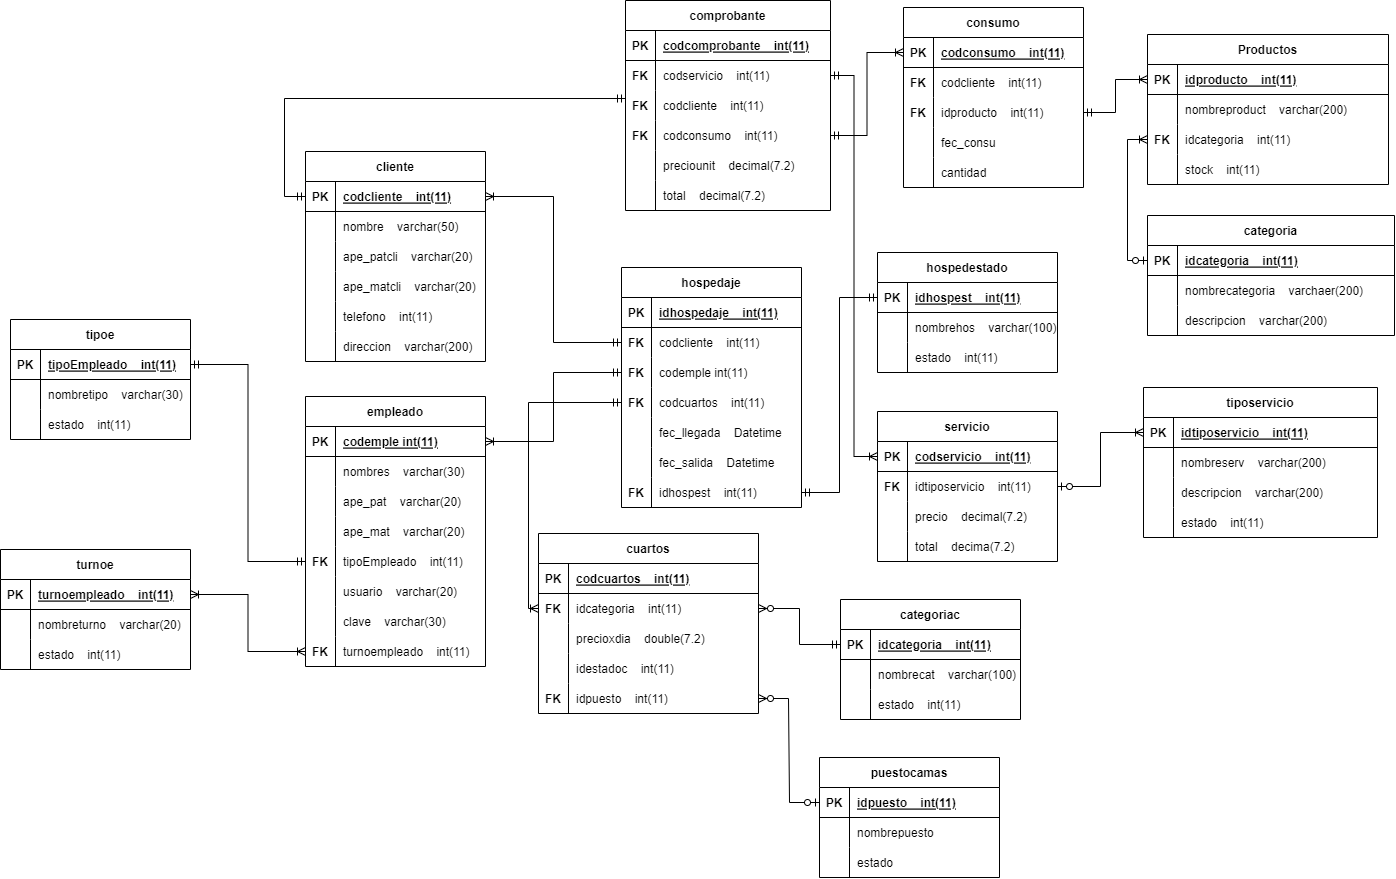 comprobante
PK codcomprobante int(11)
FK codservicio int(11)
FK codcliente int(11)
FK codconsumo int(11)
preciounit decimal(7.2)
total decimal(7.2)
consumo
PK codconsumo int(11)
FK codcliente int(11)
FK idproducto int(11)
fec_consu
cantidad
Productos
PK idproducto int(11)
nombreproduct varchar(200)
FK idcategoria int(11)
stock int(11)
cliente
PK codcliente int(11)
nombre varchar(50)
ape_patcli varchar(20)
ape_matcli varchar(20)
telefono int(11)
direccion varchar(200)
categoria
PK idcategoria int(11)
nombrecategoria varchaer(200)
descripcion varchar(200)
hospedaje
PK idhospedaje int(11)
FK codcliente int(11)
FK codemple int(11)
FK codcuartos int(11)
fec_llegada Datetime
fec_salida Datetime
FK idhospest int(11)
hospedestado
PK idhospest int(11)
nombrehos varchar(100)
estado int(11)
tipoe
PK tipoEmpleado int(11)
nombretipo varchar(30)
estado int(11)
empleado
PK codemple int(11)
nombres varchar(30)
ape_pat varchar(20)
ape_mat varchar(20)
FK tipoEmpleado int(11)
usuario varchar(20)
clave varchar(30)
FK turnoempleado int(11)
servicio
PK codservicio int(11)
FK idtiposervicio int(11)
precio decimal(7.2)
total decima(7.2)
tiposervicio
PK idtiposervicio int(11)
nombreserv varchar(200)
descripcion varchar(200)
estado int(11)
turnoe
PK turnoempleado int(11)
nombreturno varchar(20)
estado int(11)
cuartos
PK codcuartos int(11)
FK idcategoria int(11)
precioxdia double(7.2)
idestadoc int(11)
FK idpuesto int(11)
categoriac
PK idcategoria int(11)
nombrecat varchar(100)
estado int(11)
puestocamas
PK idpuesto int(11)
nombrepuesto
estado